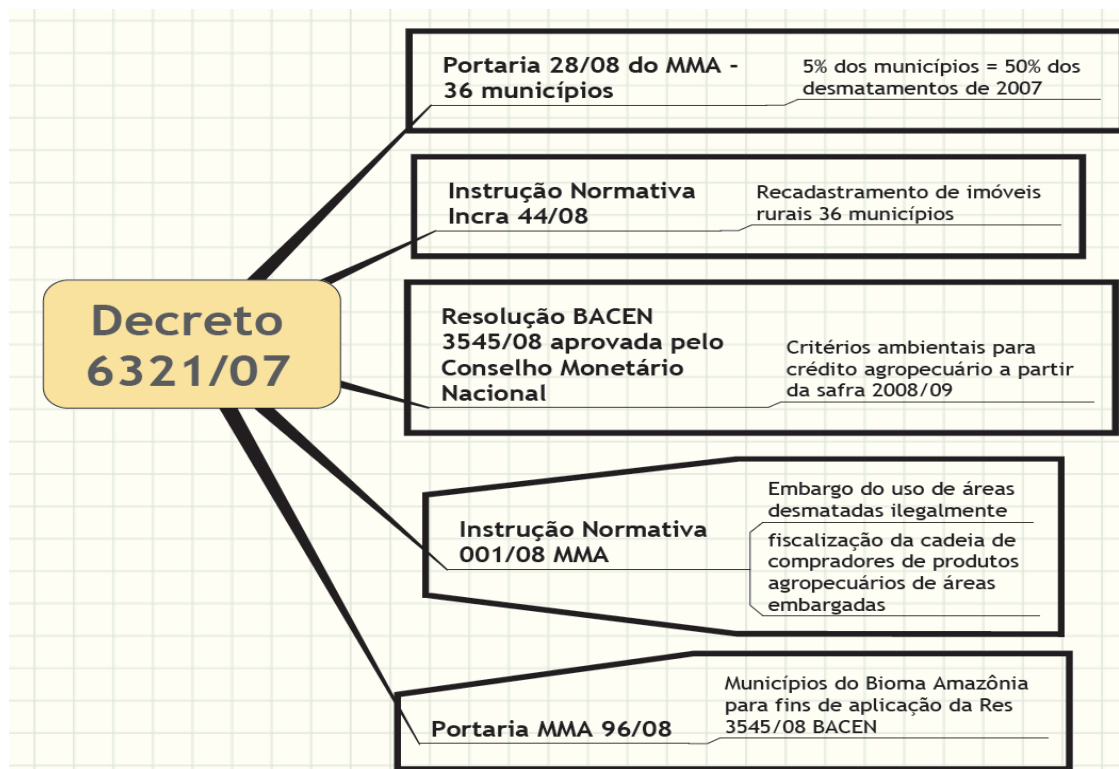 Decreto
6321/07
Portaria 28/08 do MMA -
36 municípios
5% dos municípios = 50% dos
desmatamentos de 2007
Instrução Normativa
Incra 44/08
Recadastramento de imóveis
rurais 36 municípios
Resolução BACEN
3545/08 aprovada pelo
Conselho Monetário
Nacional
Critérios ambientais para
crédito agropecuário a partir
da safra 2008/09
Instrução Normativa
001/08 MMA
Embargo do uso de áreas
desmatadas ilegalmente
fiscalização da cadeia de
compradores de produtos
agropecuários de áreas
embargadas
Portaria MMA 96/08
Municípios do Bioma Amazônia
para fins de aplicação da Res
3545/08 BACEN